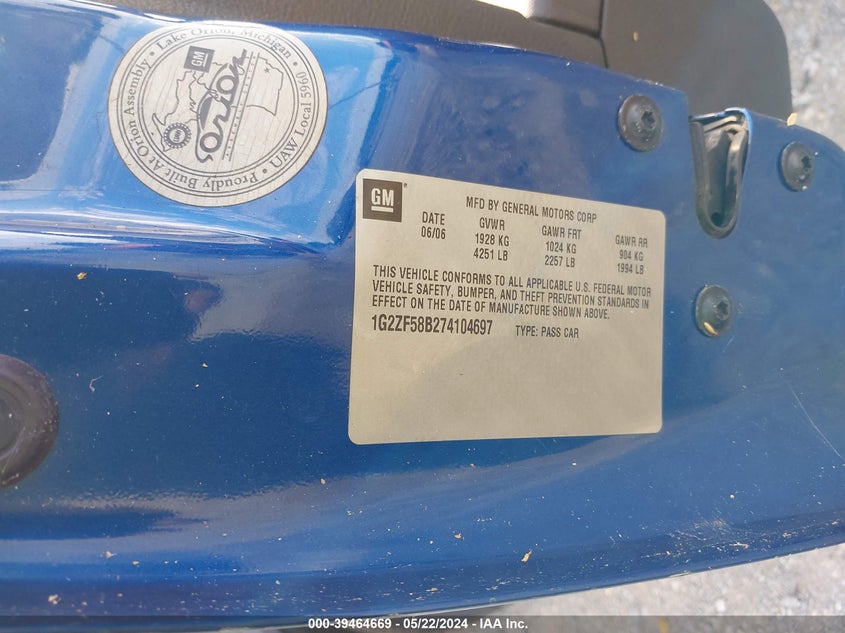 Proudly Built At Orion Assembly • Lake Orion, Michigan •
UAW Local 5960
GM
orion
GM
MFD BY GENERAL MOTORS CORP
DATE GVWR GAWR FRT GAWR RR
06/06 1928 KG 1024 KG 904 KG
4251 LB 2257 LB 1994 LB
THIS VEHICLE CONFORMS TO ALL APPLICABLE U.S. FEDERAL MOTOR
VEHICLE SAFETY, BUMPER, AND THEFT PREVENTION STANDARDS IN
EFFECT ON THE DATE OF MANUFACTURE SHOWN ABOVE.
1G2ZF58B274104697 TYPE: PASS CAR
000-39464669 - 05/22/2024 - IAA Inc.